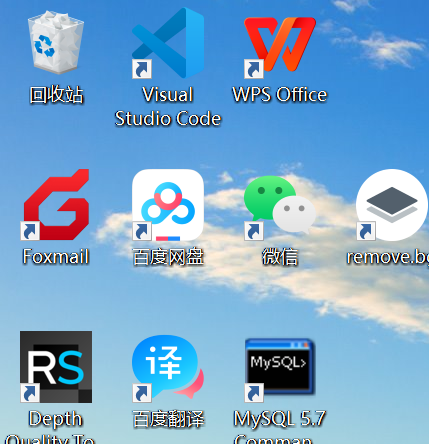 回收站
Visual
Studio Code
WPS Office
Foxmail
百度网盘
微信
remove.bg
RS
Depth
Quality To...
译
百度翻译
MySQL>
MySQL 5.7
Comman...